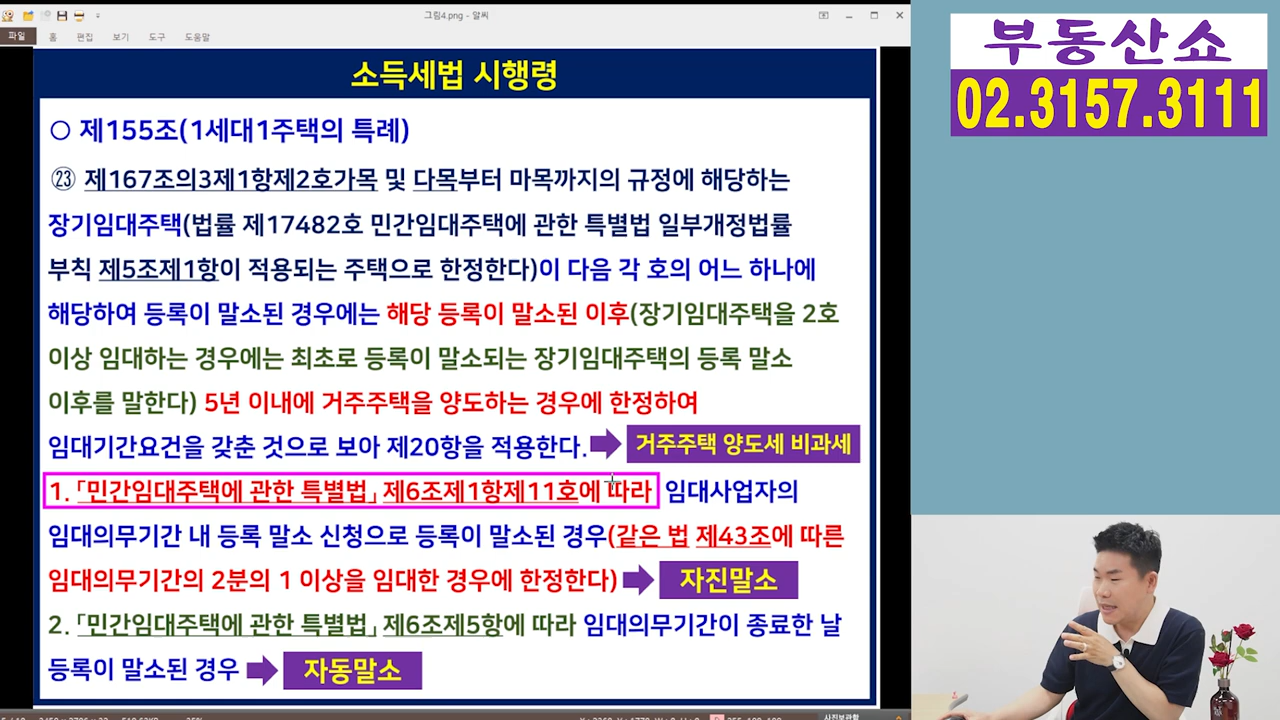 그림4.png - 알씨
파일 홈 편집 보기 도구 도움말
부동산쇼
02.3157.3111
소득세법 시행령
○ 제155조(1세대1주택의 특례)
㉓ 제167조의3제1항제2호가목 및 다목부터 마목까지의 규정에 해당하는
장기임대주택(법률 제17482호 민간임대주택에 관한 특별법 일부개정법률
부칙 제5조제1항이 적용되는 주택으로 한정한다)이 다음 각 호의 어느 하나에
해당하여 등록이 말소된 경우에는 해당 등록이 말소된 이후(장기임대주택을 2호
이상 임대하는 경우에는 최초로 등록이 말소되는 장기임대주택의 등록 말소
이후를 말한다) 5년 이내에 거주주택을 양도하는 경우에 한정하여
임대기간요건을 갖춘 것으로 보아 제20항을 적용한다. 거주주택 양도세 비과세
1. 「민간임대주택에 관한 특별법」 제6조제1항제11호에 따라 임대사업자의
임대의무기간 내 등록 말소 신청으로 등록이 말소된 경우(같은 법 제43조에 따른
임대의무기간의 2분의 1 이상을 임대한 경우에 한정한다) 자진말소
2. 「민간임대주택에 관한 특별법」 제6조제5항에 따라 임대의무기간이 종료한 날
등록이 말소된 경우 자동말소